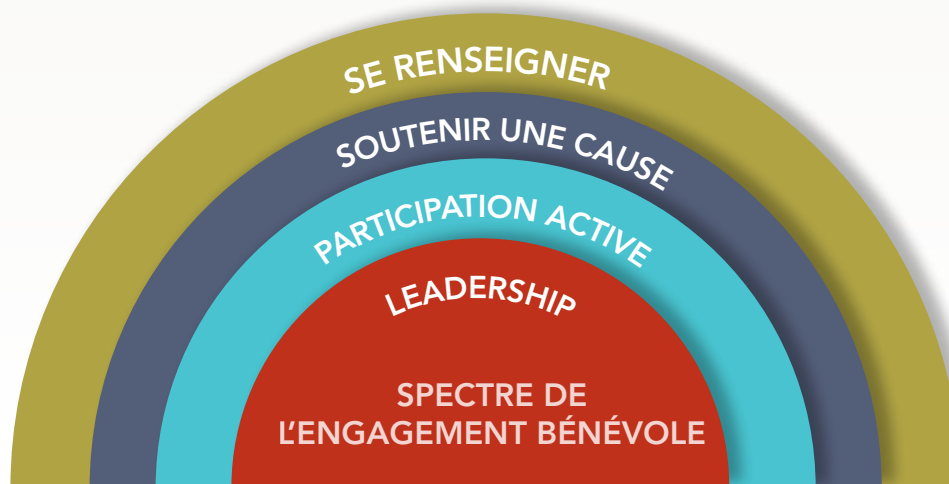 SE RENSEIGNER
SOUTENIR UNE CAUSE
PARTICIPATION ACTIVE
LEADERSHIP
SPECTRE DE
L'ENGAGEMENT BÉNÉVOLE